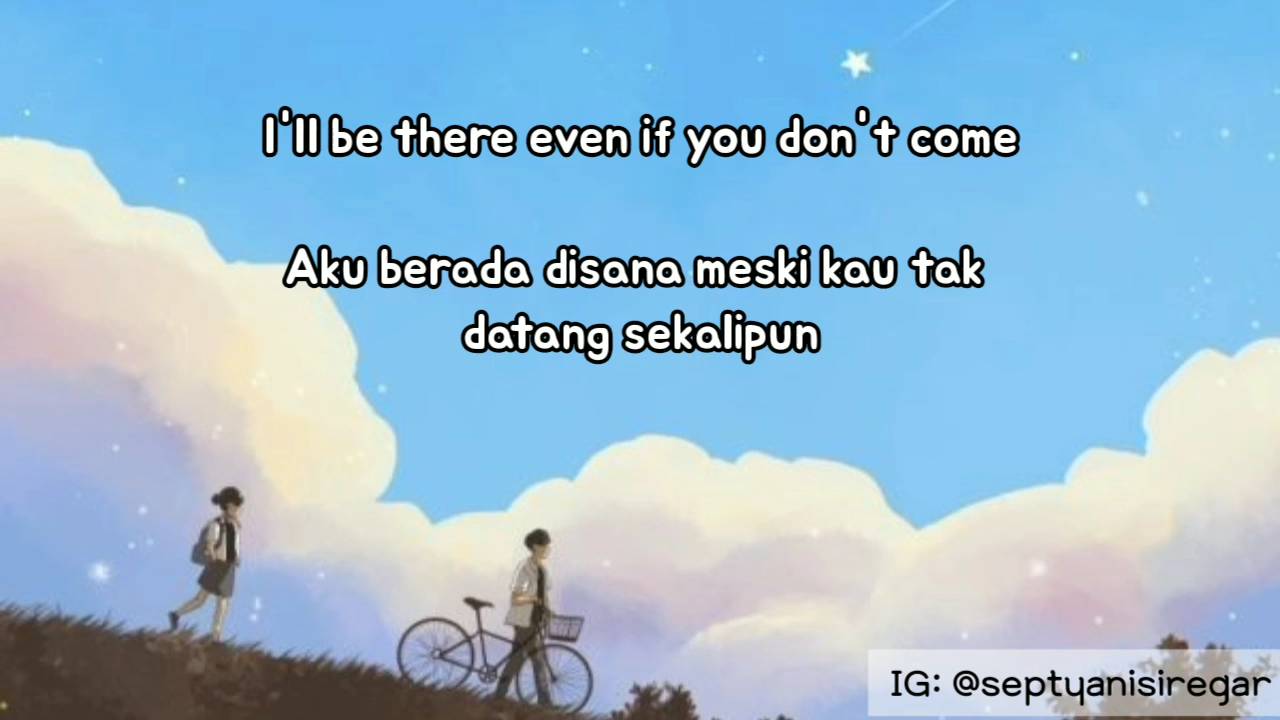 I'll be there even if you don't come
Aku berada disana meski kau tak
datang sekalipun
IG: @septyanisiregar